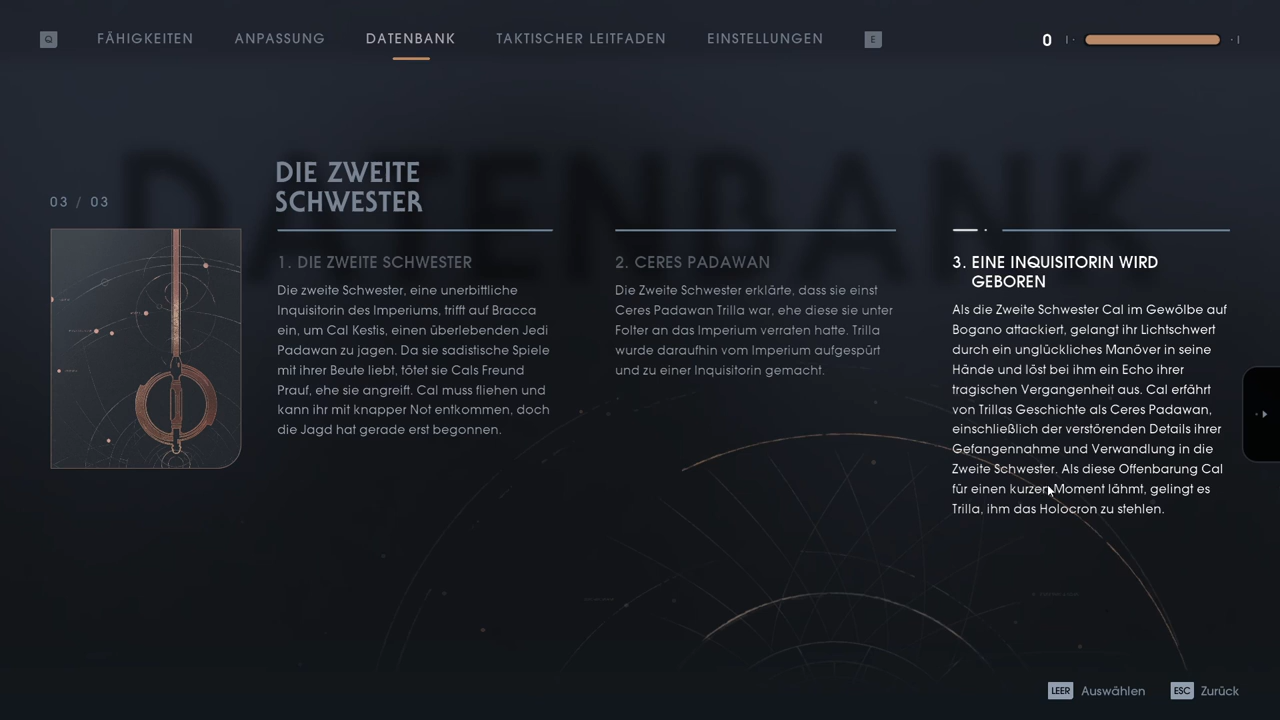 Q FÄHIGKEITEN ANPASSUNG DATENBANK TAKTISCHER LEITFADEN EINSTELLUNGEN E 0
DATENBANK
03 / 03
DIE ZWEITE
SCHWESTER
1. DIE ZWEITE SCHWESTER
Die zweite Schwester, eine unerbittliche
Inquisitorin des Imperiums, trifft auf Bracca
ein, um Cal Kestis, einen überlebenden Jedi
Padawan zu jagen. Da sie sadistische Spiele
mit ihrer Beute liebt, tötet sie Cals Freund
Prauf, ehe sie angreift. Cal muss fliehen und
kann ihr mit knapper Not entkommen, doch
die Jagd hat gerade erst begonnen.
2. CERES PADAWAN
Die Zweite Schwester erklärte, dass sie einst
Ceres Padawan Trilla war, ehe diese sie unter
Folter an das Imperium verraten hatte. Trilla
wurde daraufhin vom Imperium aufgespürt
und zu einer Inquisitorin gemacht.
3. EINE INQUISITORIN WIRD
GEBOREN
Als die Zweite Schwester Cal im Gewölbe auf
Bogano attackiert, gelangt ihr Lichtschwert
durch ein unglückliches Manöver in seine
Hände und löst bei ihm ein Echo ihrer
tragischen Vergangenheit aus. Cal erfährt
von Trillas Geschichte als Ceres Padawan,
einschließlich der verstörenden Details ihrer
Gefangennahme und Verwandlung in die
Zweite Schwester. Als diese Offenbarung Cal
für einen kurzen Moment lähmt, gelingt es
Trilla, ihm das Holocron zu stehlen.
LEER Auswählen ESC Zurück